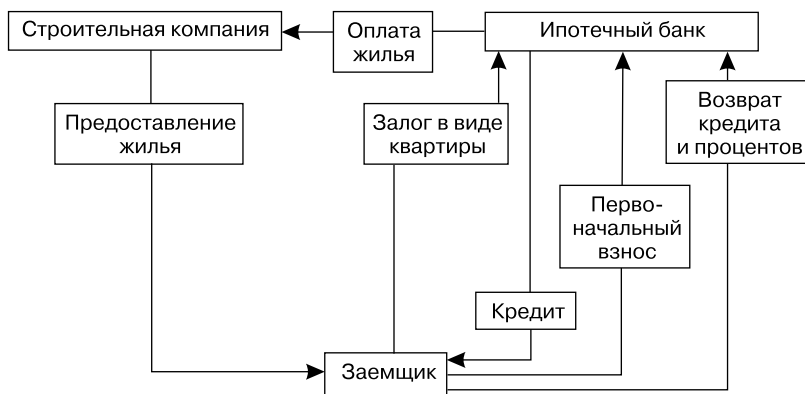 Строительная компания
Оплата
жилья
Ипотечный банк
Предоставление
жилья
Залог в виде
квартиры
Возврат
кредита
и процентов
Перво-
начальный
взнос
Кредит
Заемщик